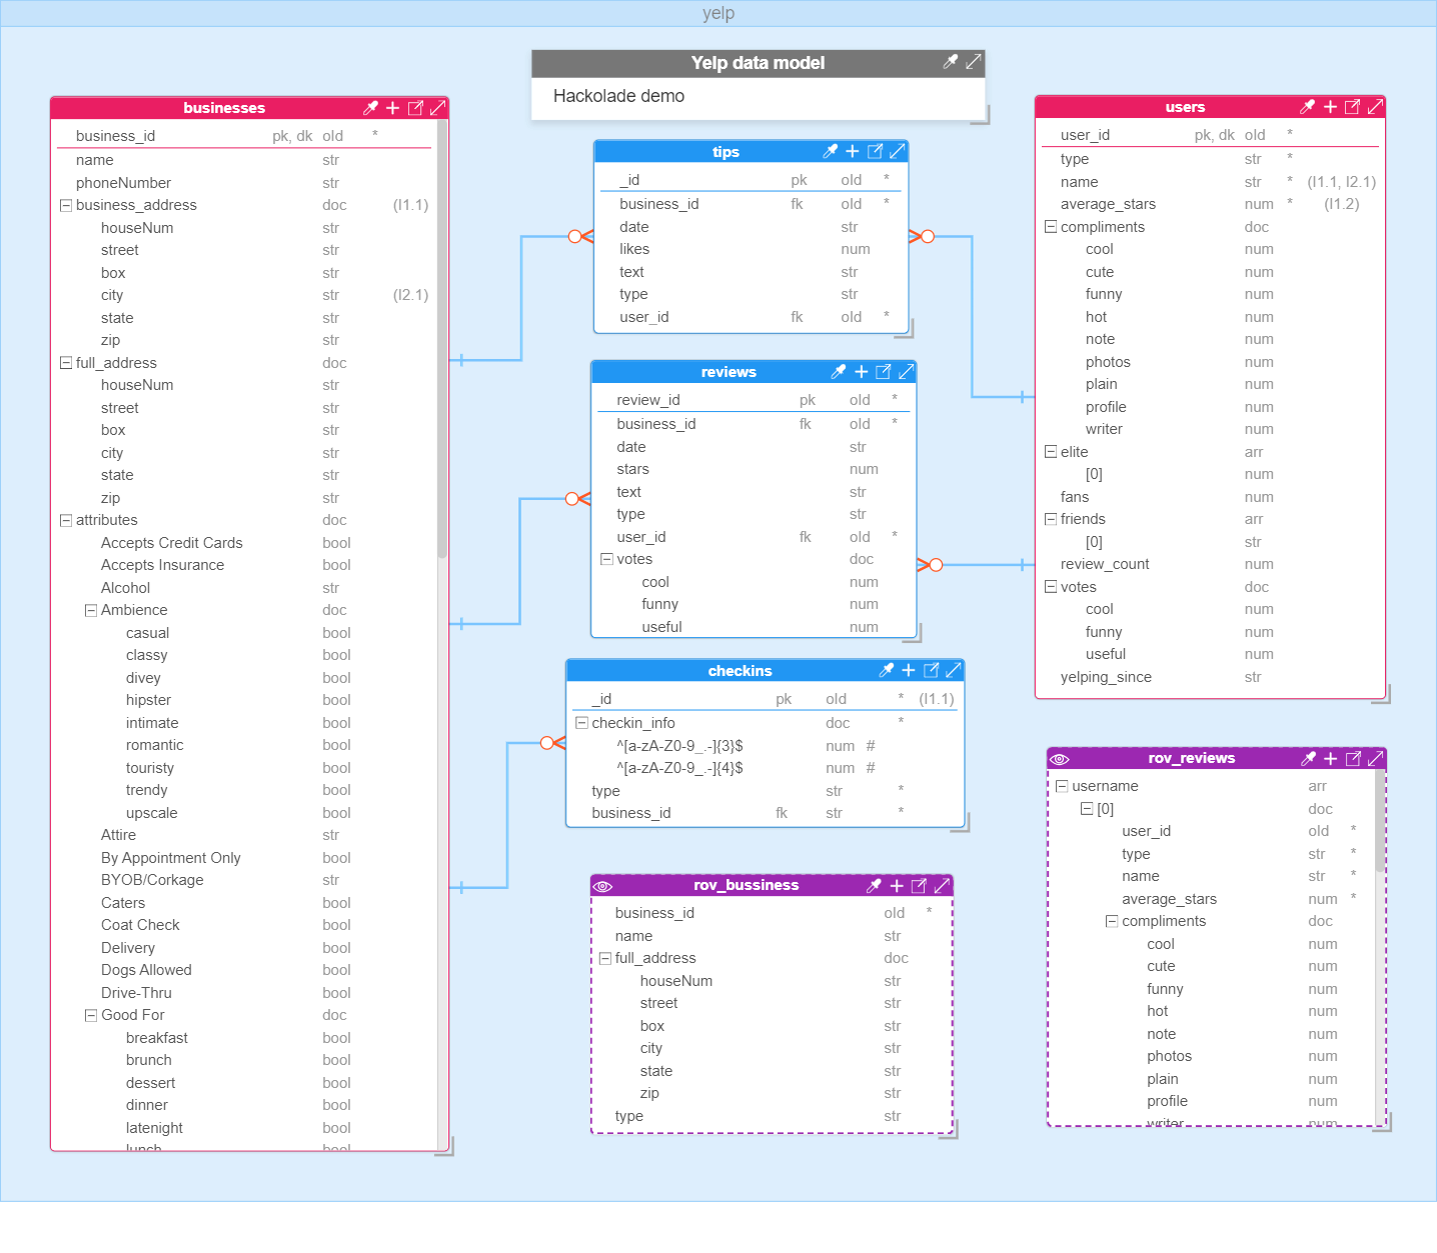 yelp
Yelp data model
Hackolade demo
businesses
business_id pk, dk oId *
name str
phoneNumber str
business_address doc (I1.1)
houseNum str
street str
box str
city str (I2.1)
state str
zip str
full_address doc
houseNum str
street str
box str
city str
state str
zip str
attributes doc
Accepts Credit Cards bool
Accepts Insurance bool
Alcohol str
Ambience doc
casual bool
classy bool
divey bool
hipster bool
intimate bool
romantic bool
touristy bool
trendy bool
upscale bool
Attire str
By Appointment Only bool
BYOB/Corkage str
Caters bool
Coat Check bool
Delivery bool
Dogs Allowed bool
Drive-Thru bool
Good For doc
breakfast bool
brunch bool
dessert bool
dinner bool
latenight bool
lunch bool
tips
_id pk oId *
business_id fk oId *
date str
likes num
text str
type str
user_id fk oId *
reviews
review_id pk oId *
business_id fk oId *
date str
stars num
text str
type str
user_id fk oId *
votes doc
cool num
funny num
useful num
checkins
_id pk oId * (I1.1)
checkin_info doc *
^[a-zA-Z0-9_.-]{3}$ num #
^[a-zA-Z0-9_.-]{4}$ num #
type str *
business_id fk str *
rov_bussiness
business_id oId *
name str
full_address doc
houseNum str
street str
box str
city str
state str
zip str
type str
users
user_id pk, dk oId *
type str *
name str * (I1.1, I2.1)
average_stars num * (I1.2)
compliments doc
cool num
cute num
funny num
hot num
note num
photos num
plain num
profile num
writer num
elite arr
[0] num
fans num
friends arr
[0] str
review_count num
votes doc
cool num
funny num
useful num
yelping_since str
rov_reviews
username arr
[0] doc
user_id oId *
type str *
name str *
average_stars num *
compliments doc
cool num
cute num
funny num
hot num
note num
photos num
plain num
profile num
writer num